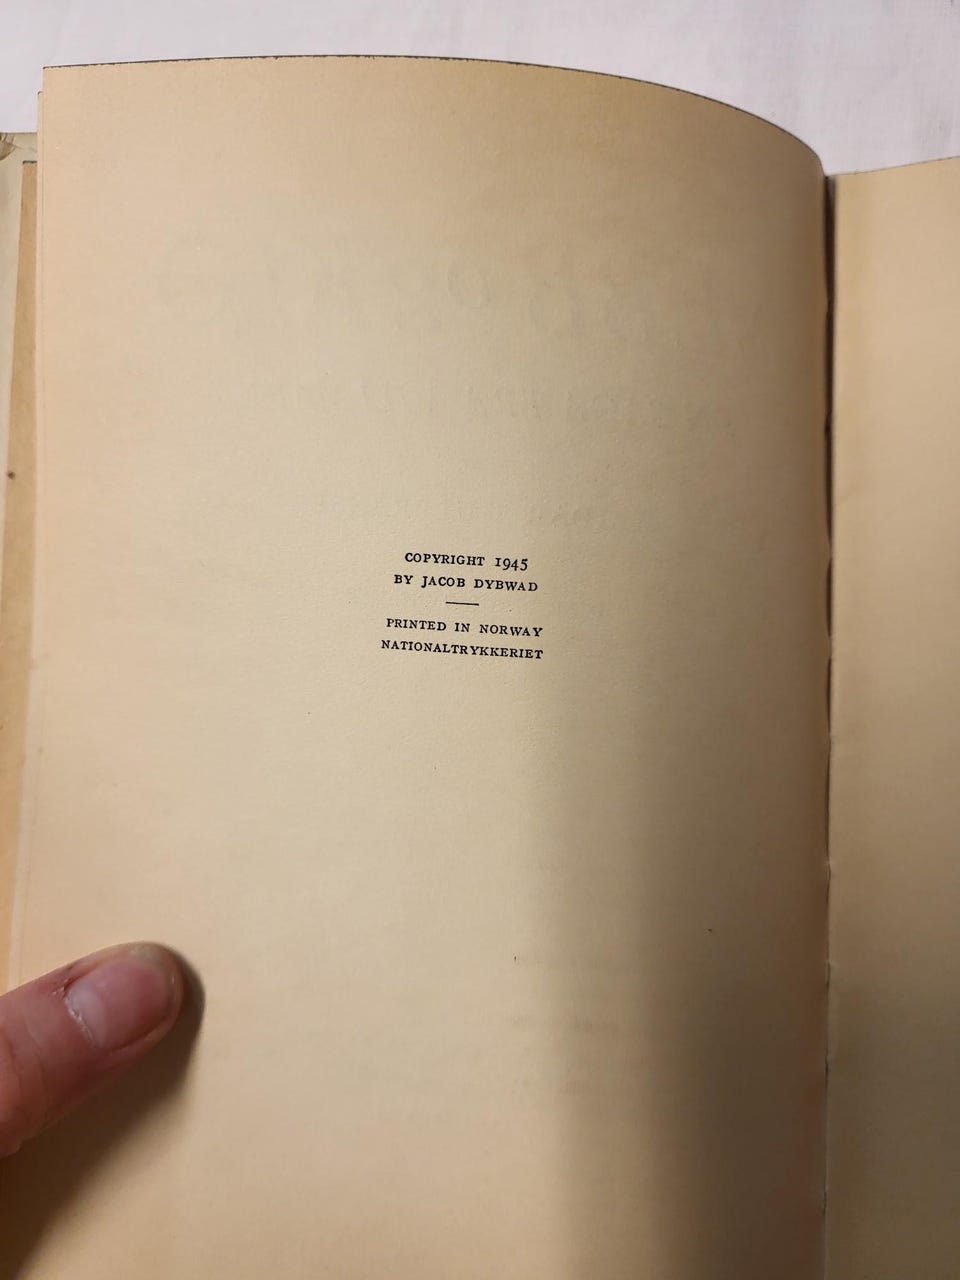 COPYRIGHT 1945
BY JACOB DYBWAD
PRINTED IN NORWAY
NATIONALTRYKKERIET